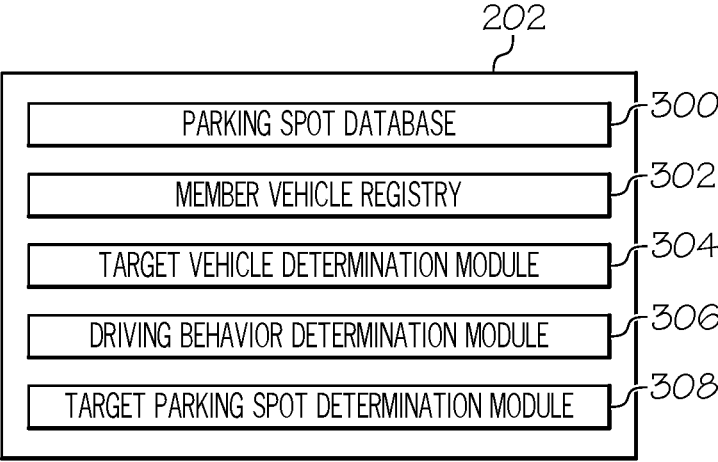 202
PARKING SPOT DATABASE 300
MEMBER VEHICLE REGISTRY 302
TARGET VEHICLE DETERMINATION MODULE 304
DRIVING BEHAVIOR DETERMINATION MODULE 306
TARGET PARKING SPOT DETERMINATION MODULE 308